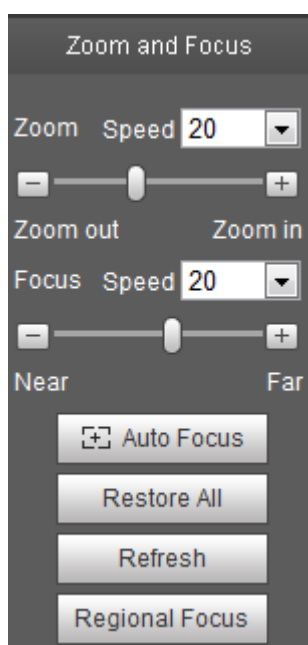 Zoom and Focus
Zoom Speed 20
Zoom out Zoom in
Focus Speed 20
Near Far
Auto Focus
Restore All
Refresh
Regional Focus